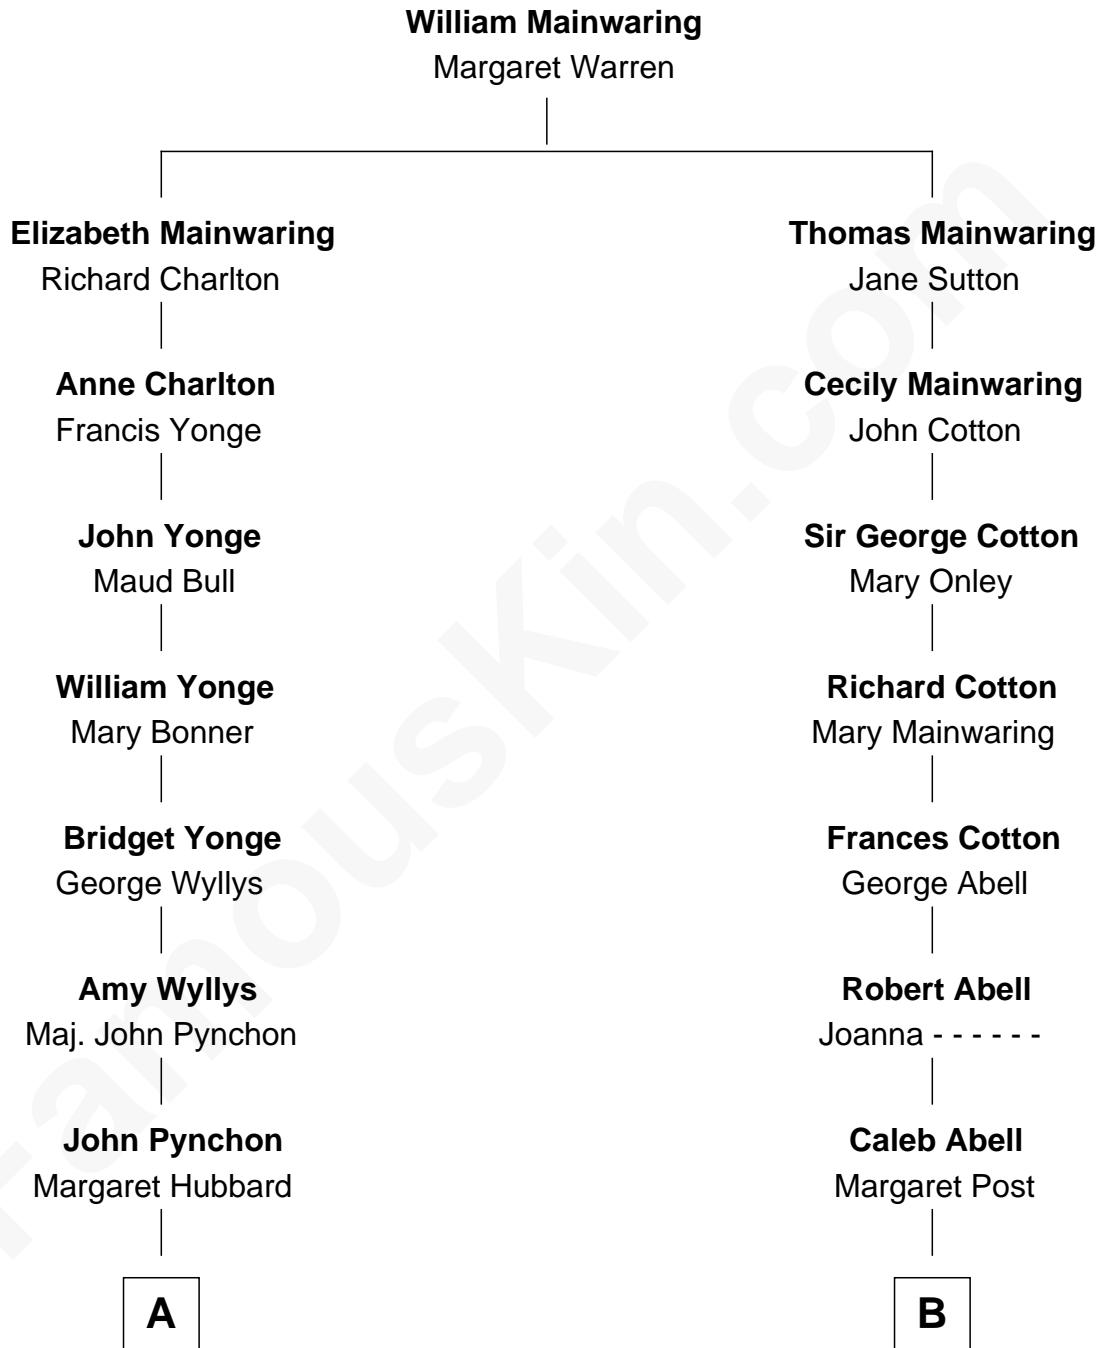 William Mainwaring
Margaret Warren
Elizabeth Mainwaring
Richard Charlton
Thomas Mainwaring
Jane Sutton
Anne Charlton
Francis Yonge
Cecily Mainwaring
John Cotton
John Yonge
Maud Bull
Sir George Cotton
Mary Onley
William Yonge
Mary Bonner
Richard Cotton
Mary Mainwaring
Bridget Yonge
George Wyllys
Frances Cotton
George Abell
Amy Wyllys
Maj. John Pynchon
Robert Abell
Joanna - - - - - -
John Pynchon
Margaret Hubbard
Caleb Abell
Margaret Post
A
B
FamousKin.com